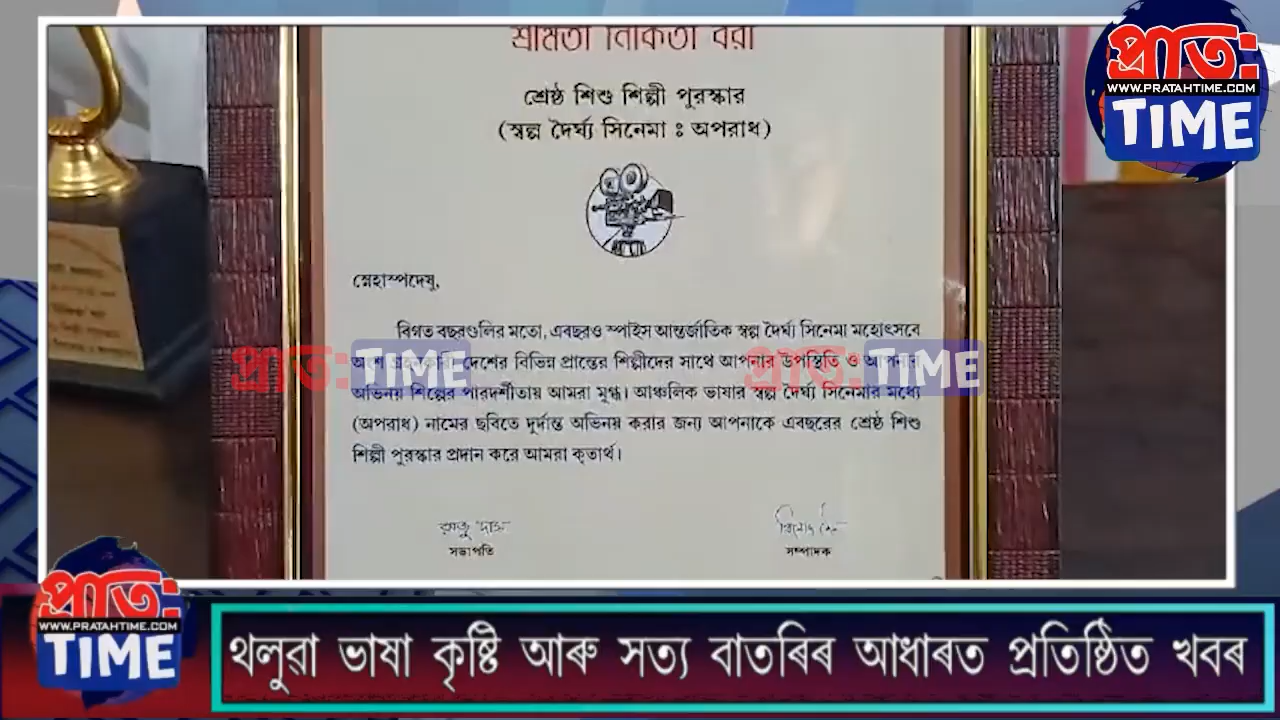 শ্রীমতী নিকিতা বরা
শ্রেষ্ঠ শিশু শিল্পী পুরস্কার
(স্বল্প দৈর্ঘ্য সিনেমা ঃ অপরাধ)
স্নেহাস্পদেষু,
বিগত বছরগুলির মতো, এবছরও স্পাইস আন্তর্জাতিক স্বল্প দৈর্ঘ্য সিনেমা মহোৎসবে
দেশের বিভিন্ন প্রান্তের শিল্পীদের সাথে আপনার উপস্থিতি ও আপনার
অভিনয় শিল্পের পারদর্শীতায় আমরা মুগ্ধ। আঞ্চলিক ভাষার স্বল্প দৈর্ঘ্য সিনেমার মধ্যে
(অপরাধ) নামের ছবিতে দুর্দান্ত অভিনয় করার জন্য আপনাকে এবছরের শ্রেষ্ঠ শিশু
শিল্পী পুরস্কার প্রদান করে আমরা কৃতার্থ।
সভাপতি
সম্পাদক
প্ৰাত:
WWW.PRATAHTIME.COM
TIME
প্ৰাত: TIME
প্ৰাত: TIME
প্ৰাত:
WWW.PRATAHTIME.COM
TIME
থলুৱা ভাষা কৃষ্টি আৰু সত্য বাতৰিৰ আধাৰত প্ৰতিষ্ঠিত খবৰ